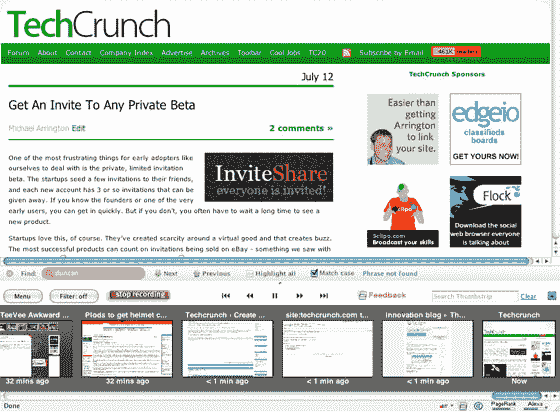 TechCrunch
Forum About Contact Company Index Advertise Archives Toolbar Cool Jobs TC20 Subscribe by Email 461K
July 12
TechCrunch Sponsors
Get An Invite To Any Private Beta
Michael Arrington Edit
2 comments »
One of the most frustrating things for early adopters like
ourselves to deal with is the private, limited invitation
beta. The startups seed a few invitations to their friends,
and each new account has 3 or so invitations that can be
given away. If you know the founders or one of the very
early users, you can get in quickly. But if you don't, you often have to wait a long time to see a
new product.
InviteShare
everyone is invited!
Startups love this, of course. They've created scarcity around a virtual good and that creates buzz.
The most successful products can count on invitations being sold on eBay - something we saw with
Easier than
getting
Arrington
to link
your site.
edgeio
classifieds
boards
GET YOURS NOW!
Sclipo.com
Broadcast your skills
Flock
Download the social
web browser everyone
is talking about
Find: duncan Next Previous Highlight all Match case Phrase not found
Menu Filter: off stop recording Feedback Search Thumbstrip Clear
TeeVee Awkward ... Plods to get helmet c... Techcrunch › Create ... site:techcrunch.com t... innovation blog » Th... Techcrunch
32 mins ago 32 mins ago < 1 min ago < 1 min ago < 1 min ago Now
Done PageRank Alexa